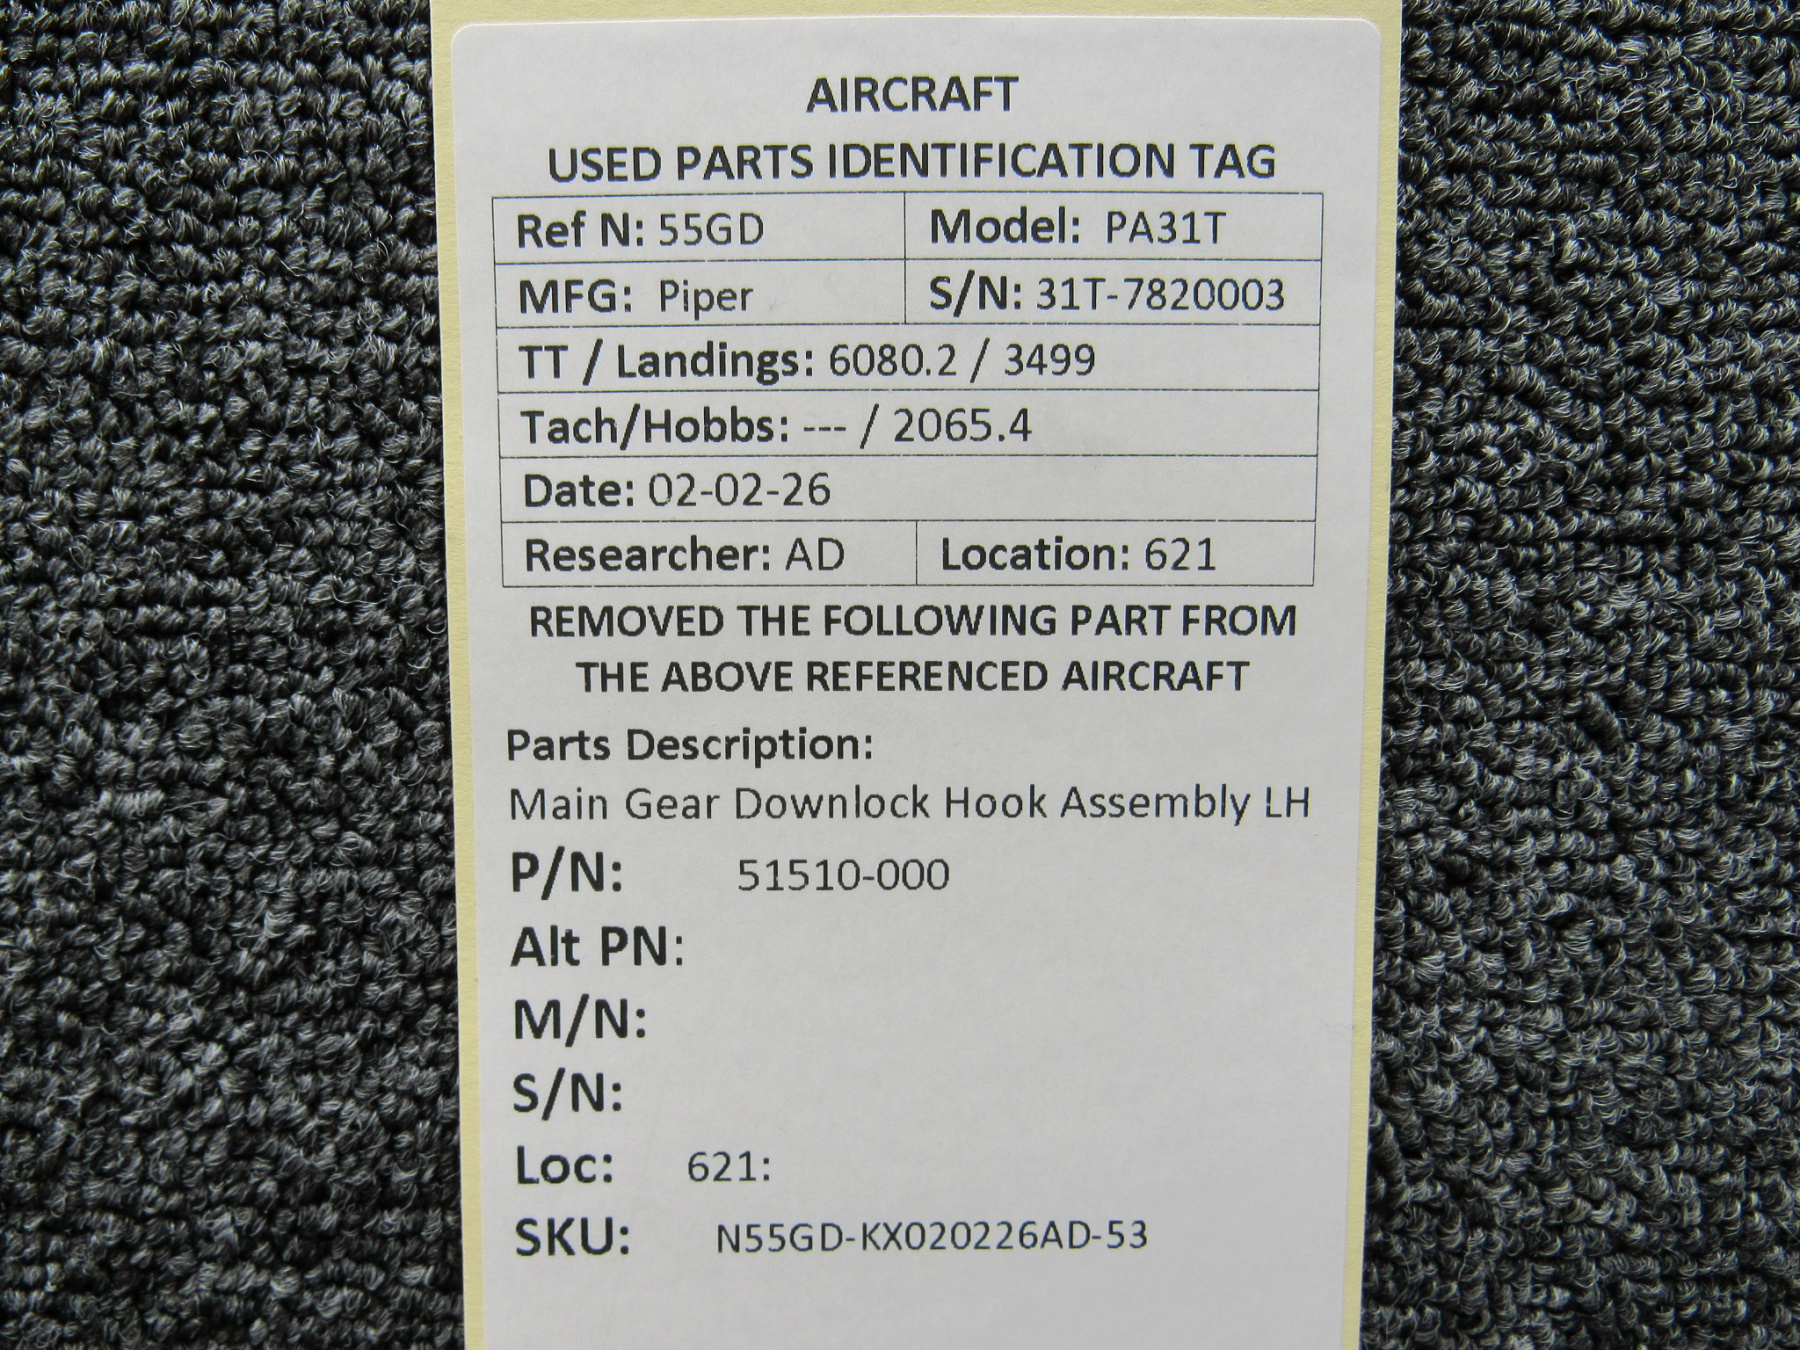 AIRCRAFT
USED PARTS IDENTIFICATION TAG
Ref N: 55GD Model: PA31T
MFG: Piper S/N: 31T-7820003
TT / Landings: 6080.2 / 3499
Tach/Hobbs: --- / 2065.4
Date: 02-02-26
Researcher: AD Location: 621
REMOVED THE FOLLOWING PART FROM
THE ABOVE REFERENCED AIRCRAFT
Parts Description:
Main Gear Downlock Hook Assembly LH
P/N: 51510-000
Alt PN:
M/N:
S/N:
Loc: 621:
SKU: N55GD-KX020226AD-53